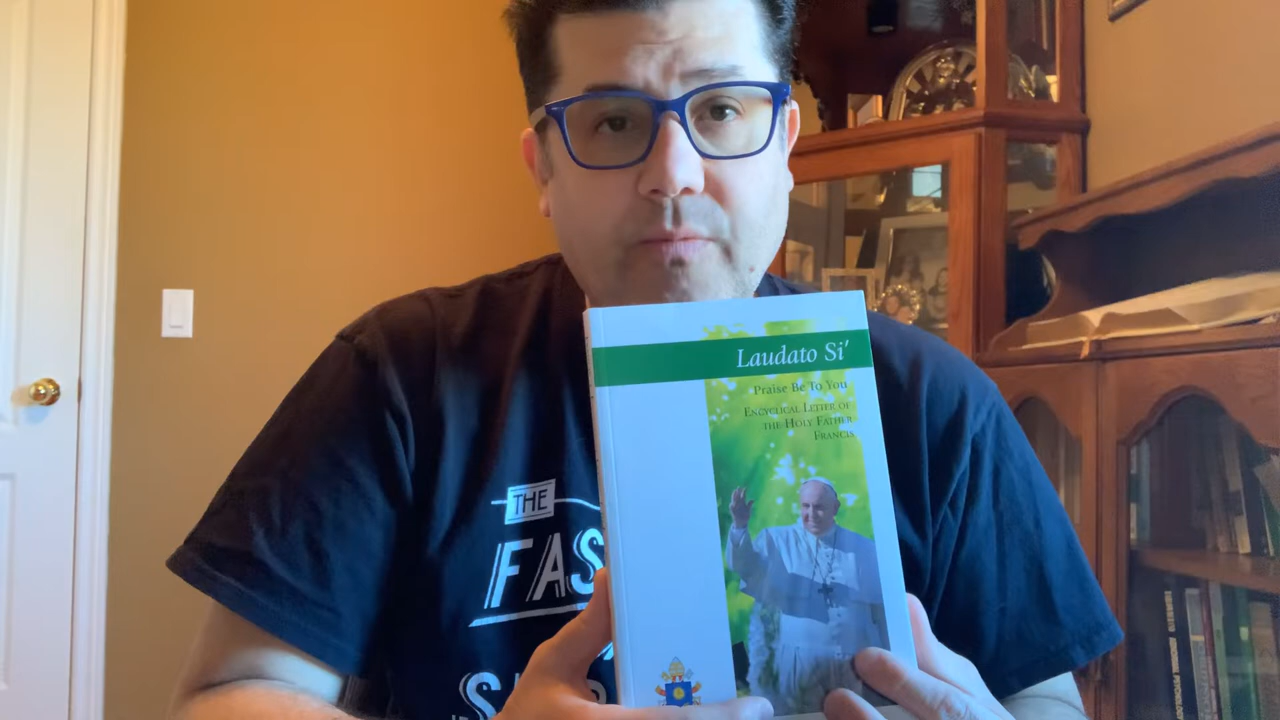 Laudato Si'
Praise Be To You
Encyclical Letter of
the Holy Father
Francis
THE
FAS